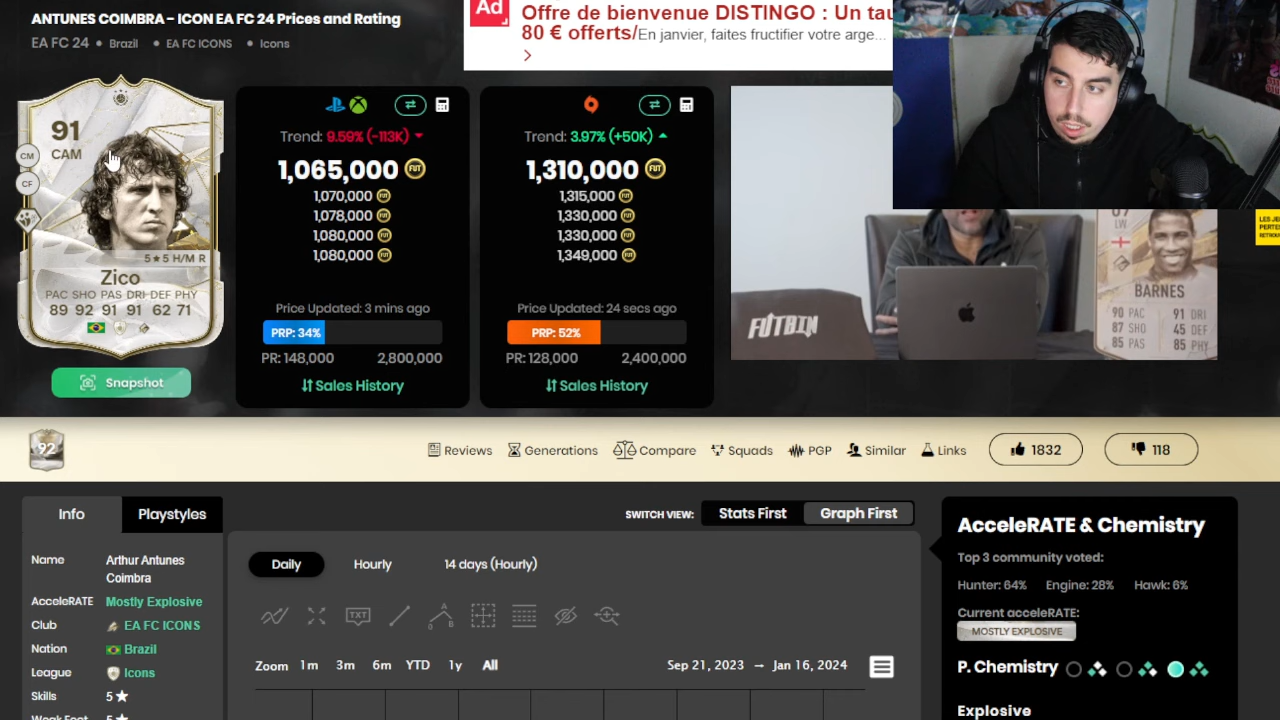 ANTUNES COIMBRA - ICON EA FC 24 Prices and Rating
EA FC 24 • Brazil • EA FC ICONS • Icons
Ad
Offre de bienvenue DISTINGO : Un tau
80 € offerts/En janvier, faites fructifier votre arge...
91
CAM
CM
CF
5★5 H/M R
Zico
PAC SHO PAS DRI DEF PHY
89 92 91 91 62 71
Snapshot
Trend: 9.59% (-113K)
1,065,000 FUT
1,070,000
1,078,000
1,080,000
1,080,000
Price Updated: 3 mins ago
PRP: 34%
PR: 148,000 2,800,000
Sales History
Trend: 3.97% (+50K)
1,310,000 FUT
1,315,000
1,330,000
1,330,000
1,349,000
Price Updated: 24 secs ago
PRP: 52%
PR: 128,000 2,400,000
Sales History
FUTBIN
LW
BARNES
90 PAC 91 DRI
87 SHO 45 DEF
85 PAS 85 PHY
92
Reviews Generations Compare Squads PGP Similar Links 1832 118
Info Playstyles
Name Arthur Antunes
Coimbra
AcceleRATE Mostly Explosive
Club EA FC ICONS
Nation Brazil
League Icons
Skills 5 ★
Weak Foot 5 ★
SWITCH VIEW: Stats First Graph First
Daily Hourly 14 days (Hourly)
TXT
Zoom 1m 3m 6m YTD 1y All Sep 21, 2023 → Jan 16, 2024
AcceleRATE & Chemistry
Top 3 community voted:
Hunter: 64% Engine: 28% Hawk: 6%
Current acceleRATE:
MOSTLY EXPLOSIVE
P. Chemistry
Explosive